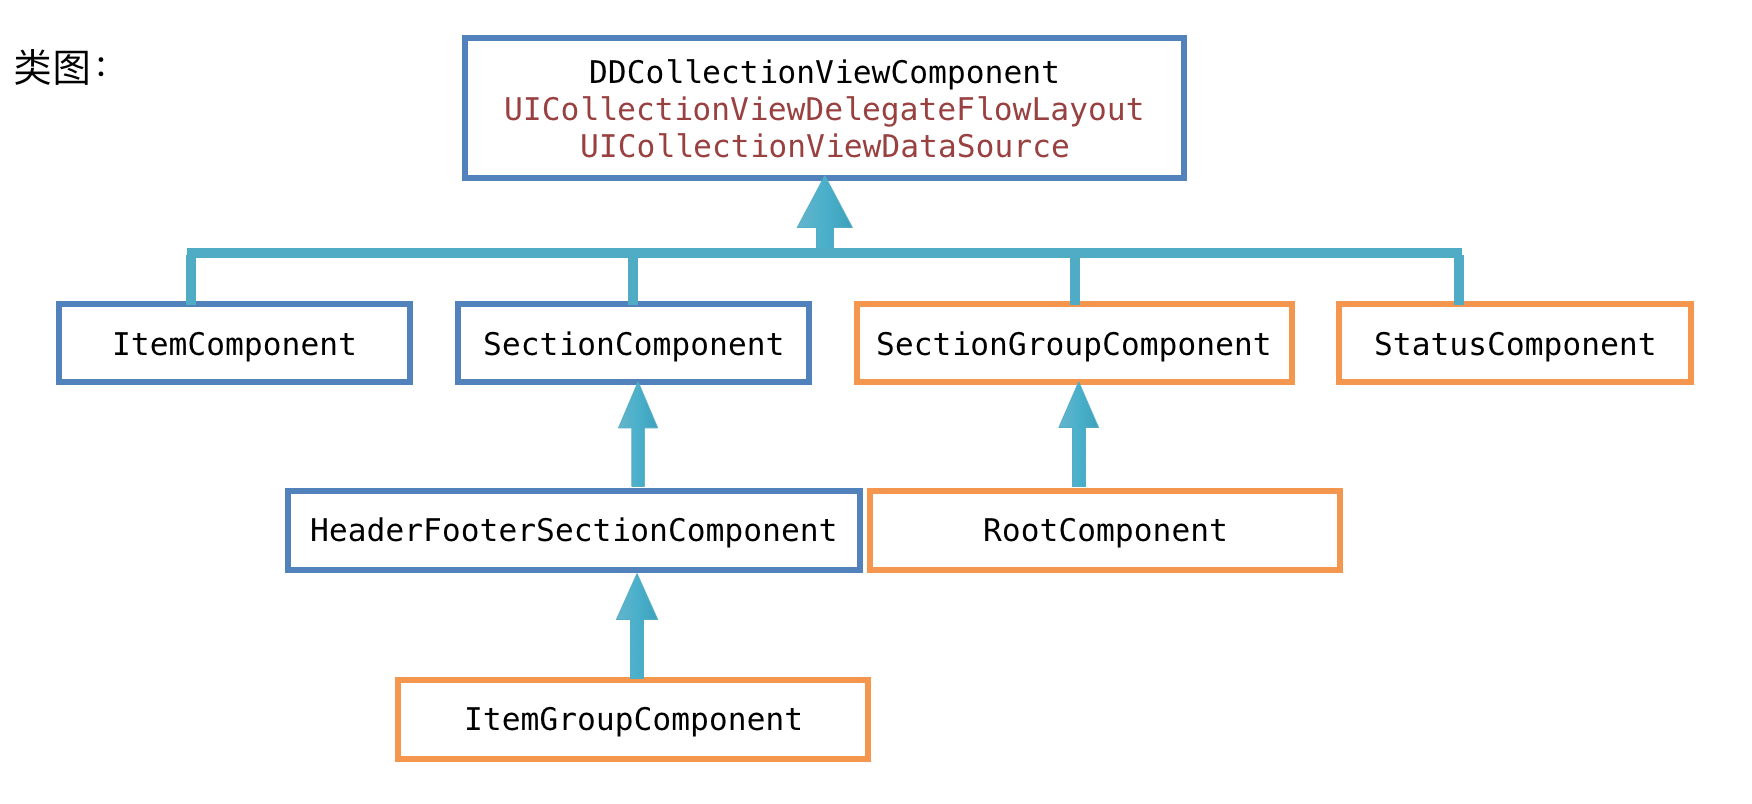 类图：
DDCollectionViewComponent
UICollectionViewDelegateFlowLayout
UICollectionViewDataSource
ItemComponent
SectionComponent
SectionGroupComponent
StatusComponent
HeaderFooterSectionComponent
RootComponent
ItemGroupComponent